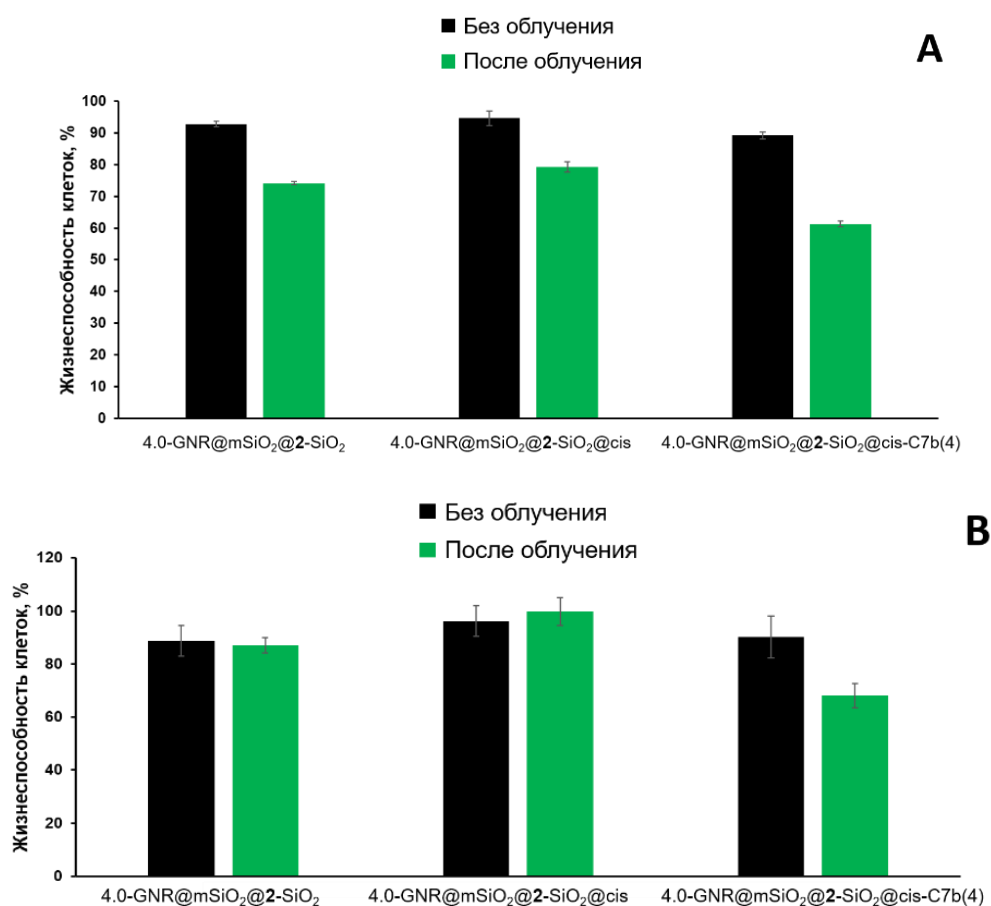 Без облучения
После облучения
A
Жизнеспособность клеток, %
100
90
80
70
60
50
40
30
20
10
0
4.0-GNR@mSiO₂@2-SiO₂ 4.0-GNR@mSiO₂@2-SiO₂@cis 4.0-GNR@mSiO₂@2-SiO₂@cis-C7b(4)
Без облучения
После облучения
B
Жизнеспособность клеток, %
120
100
80
60
40
20
0
4.0-GNR@mSiO₂@2-SiO₂ 4.0-GNR@mSiO₂@2-SiO₂@cis 4.0-GNR@mSiO₂@2-SiO₂@cis-C7b(4)